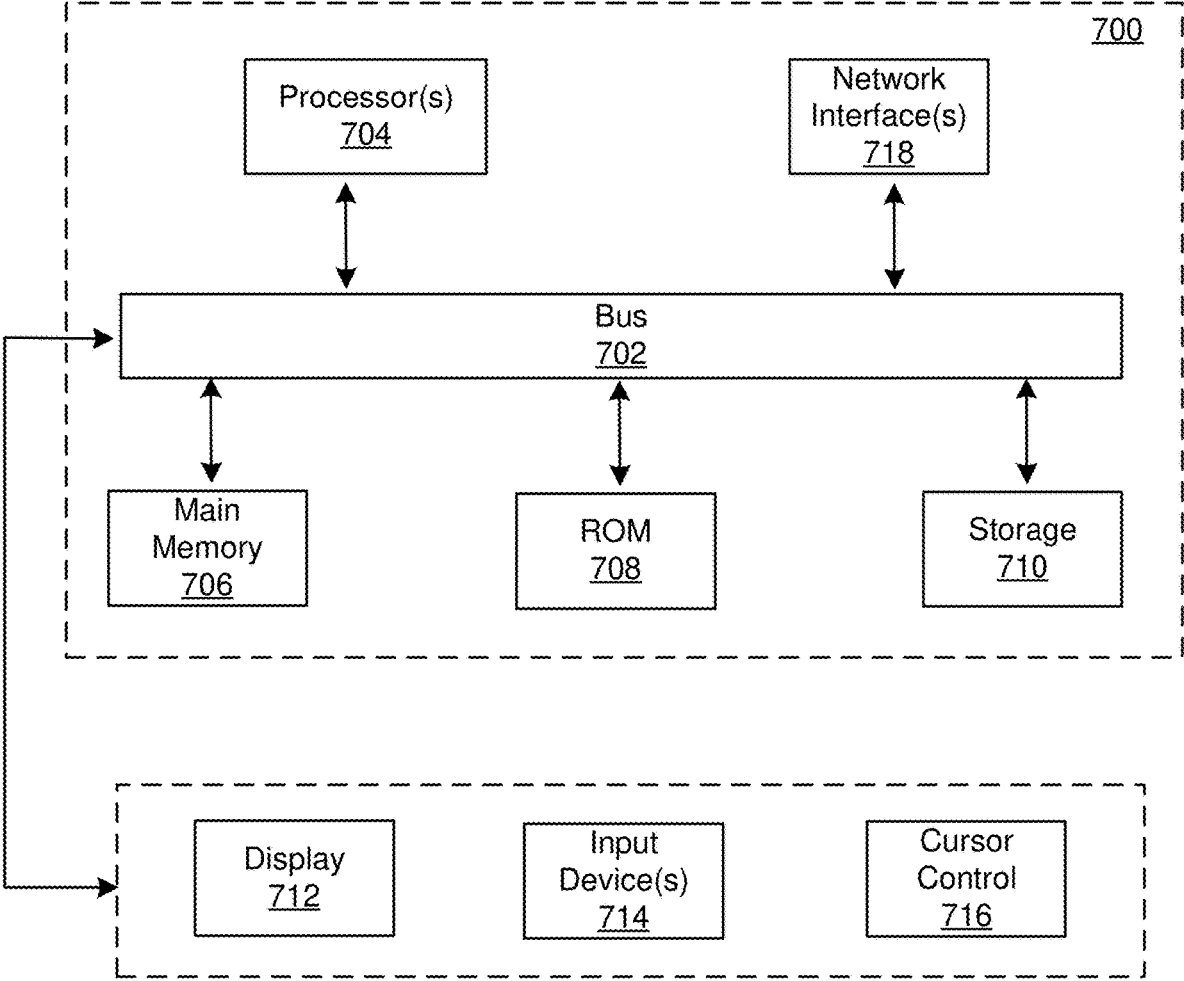 700
Processor(s)
704
Network
Interface(s)
718
Bus
702
Main
Memory
706
ROM
708
Storage
710
Display
712
Input
Device(s)
714
Cursor
Control
716